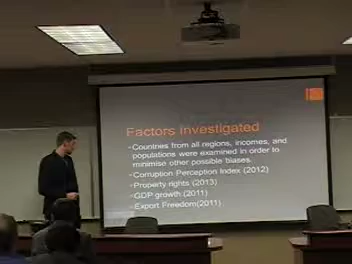 Factors Investigated
–Countries from all regions, incomes, and
populations were examined in order to
minimise other possible biases.
–Corruption Perception Index (2012)
–Property rights (2013)
–GDP growth (2011)
–Export Freedom(2011)